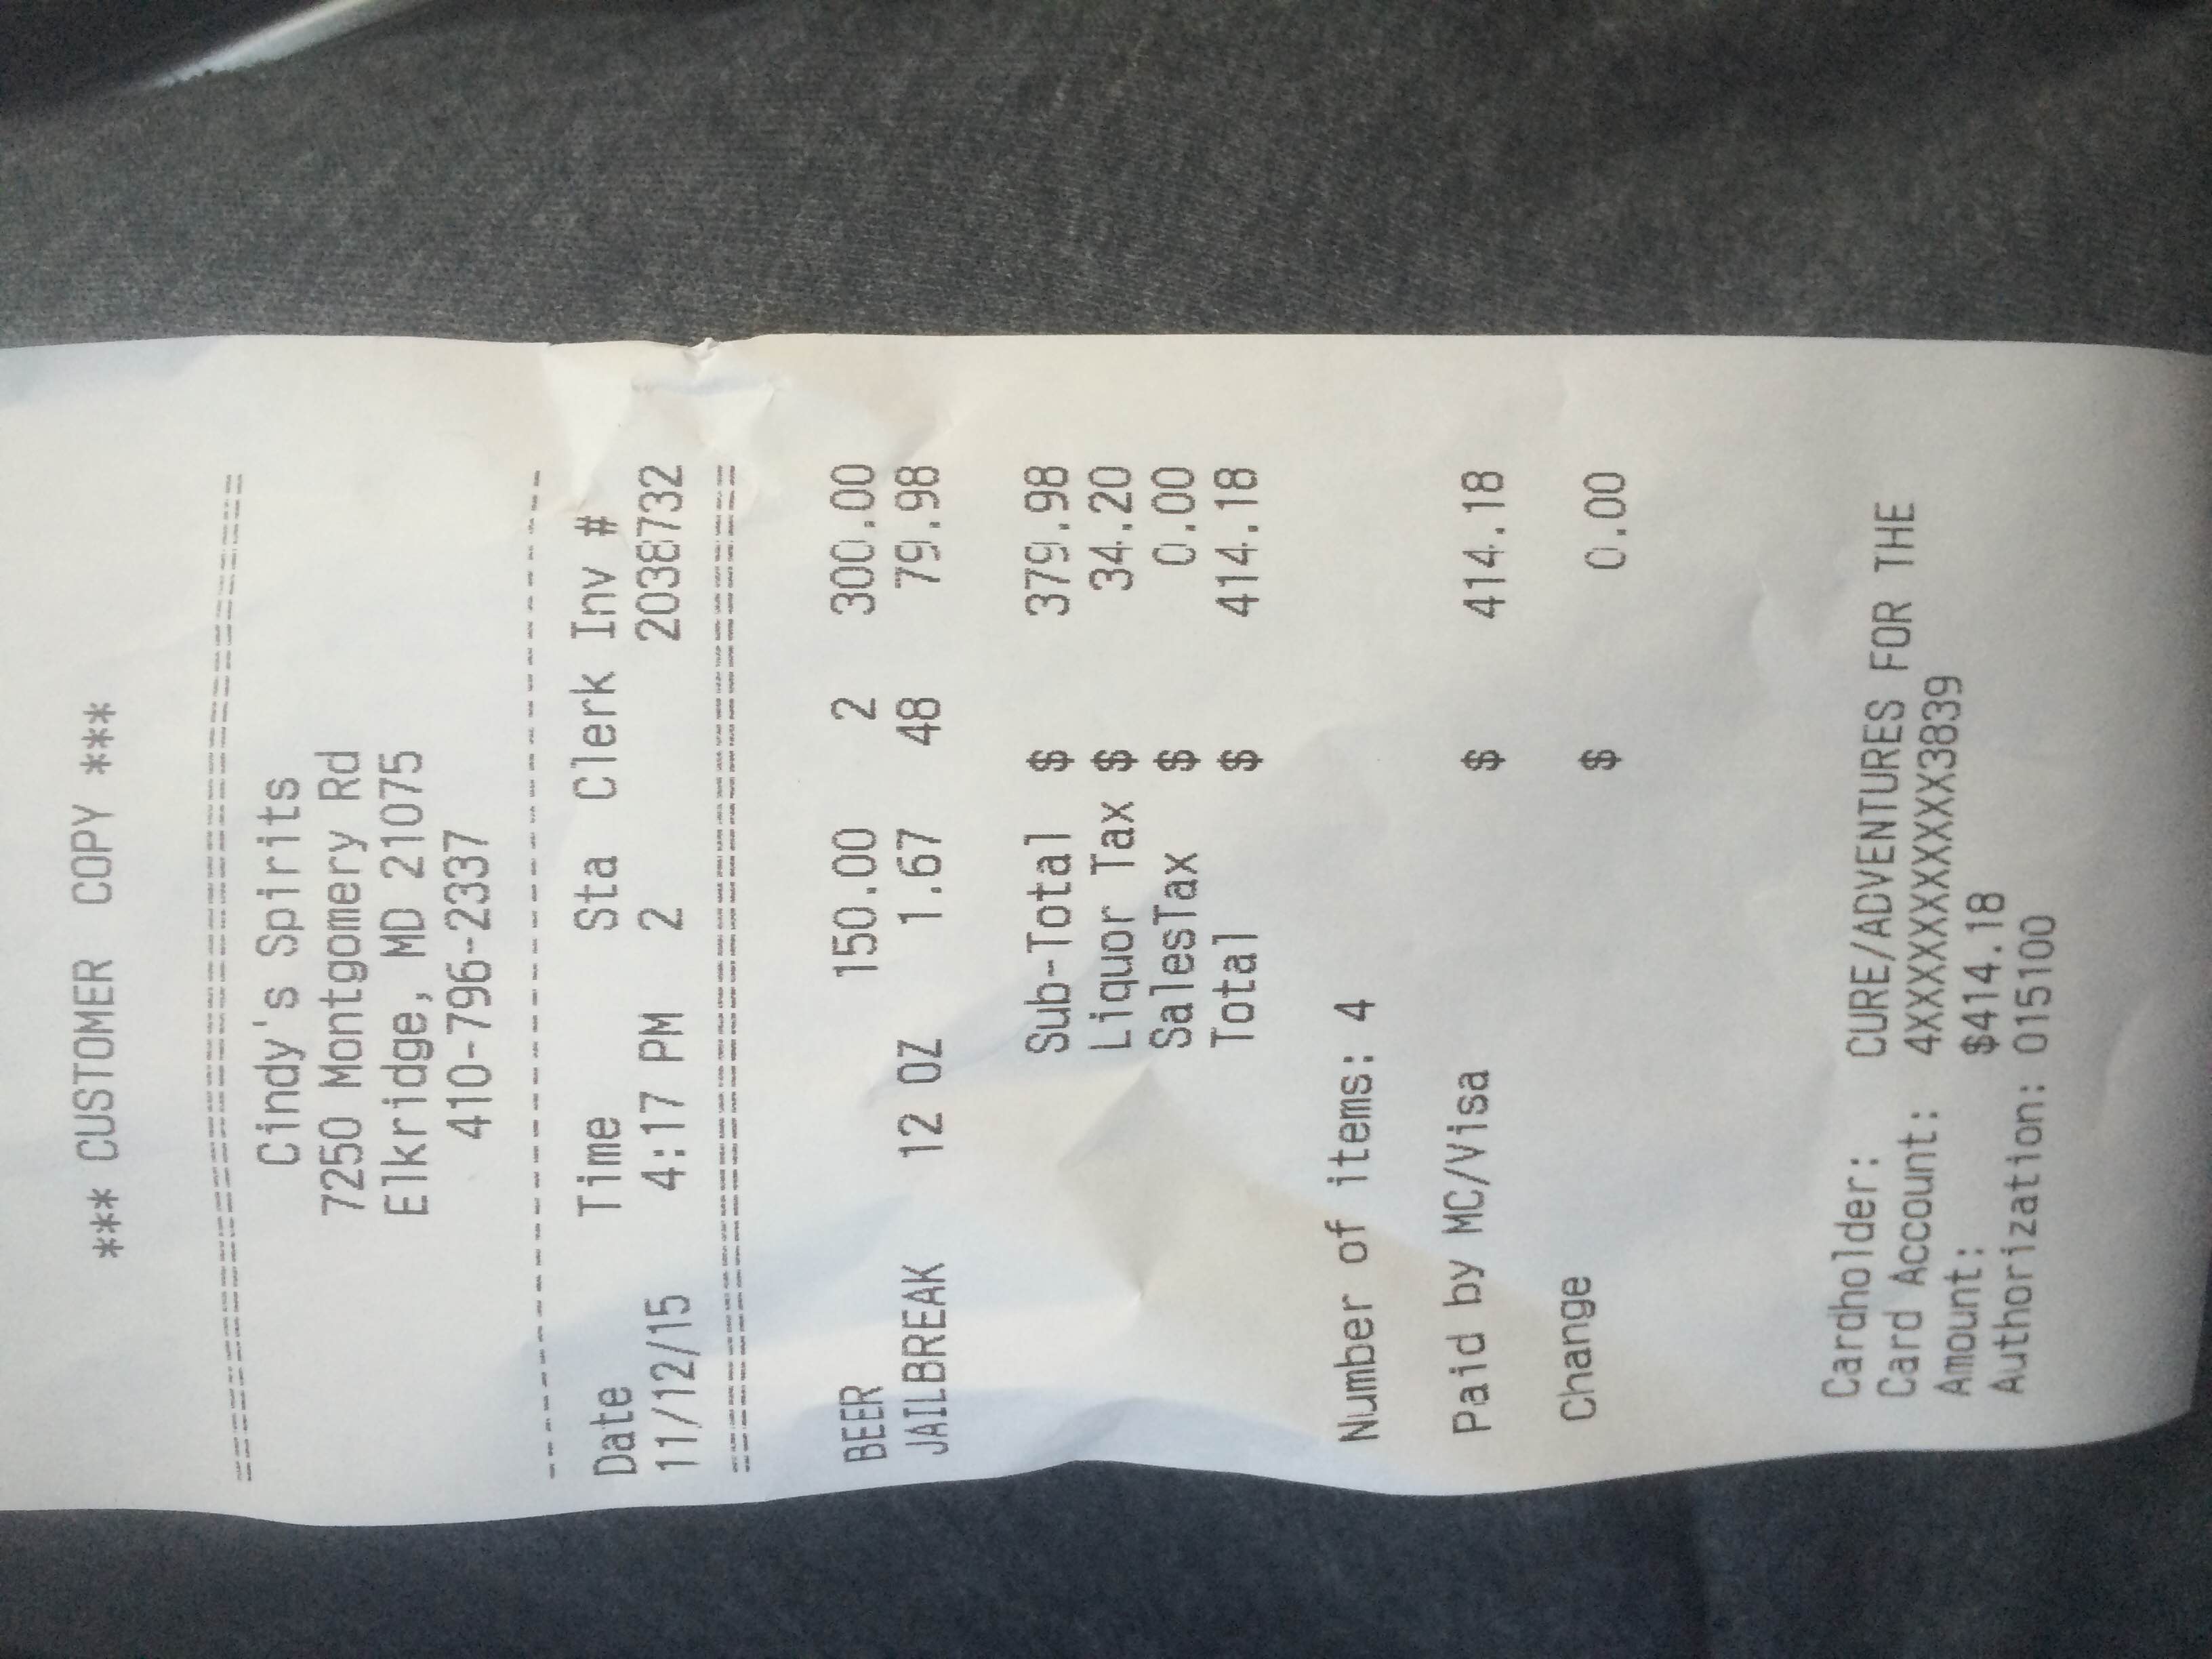 *** CUSTOMER COPY ***
Cindy's Spirits
7250 Montgomery Rd
Elkridge, MD 21075
410-796-2337
Date Time Sta Clerk Inv #
11/12/15 4:17 PM 2 2038732
BEER 150.00 2 300.00
JAILBREAK 12 OZ 1.67 48 79.98
Sub-Total $ 379.98
Liquor Tax $ 34.20
SalesTax $ 0.00
Total $ 414.18
Number of items: 4
Paid by MC/Visa $ 414.18
Change $ 0.00
Cardholder: CURE/ADVENTURES FOR THE
Card Account: 4XXXXXXXXXXX3839
Amount: $414.18
Authorization: 015100